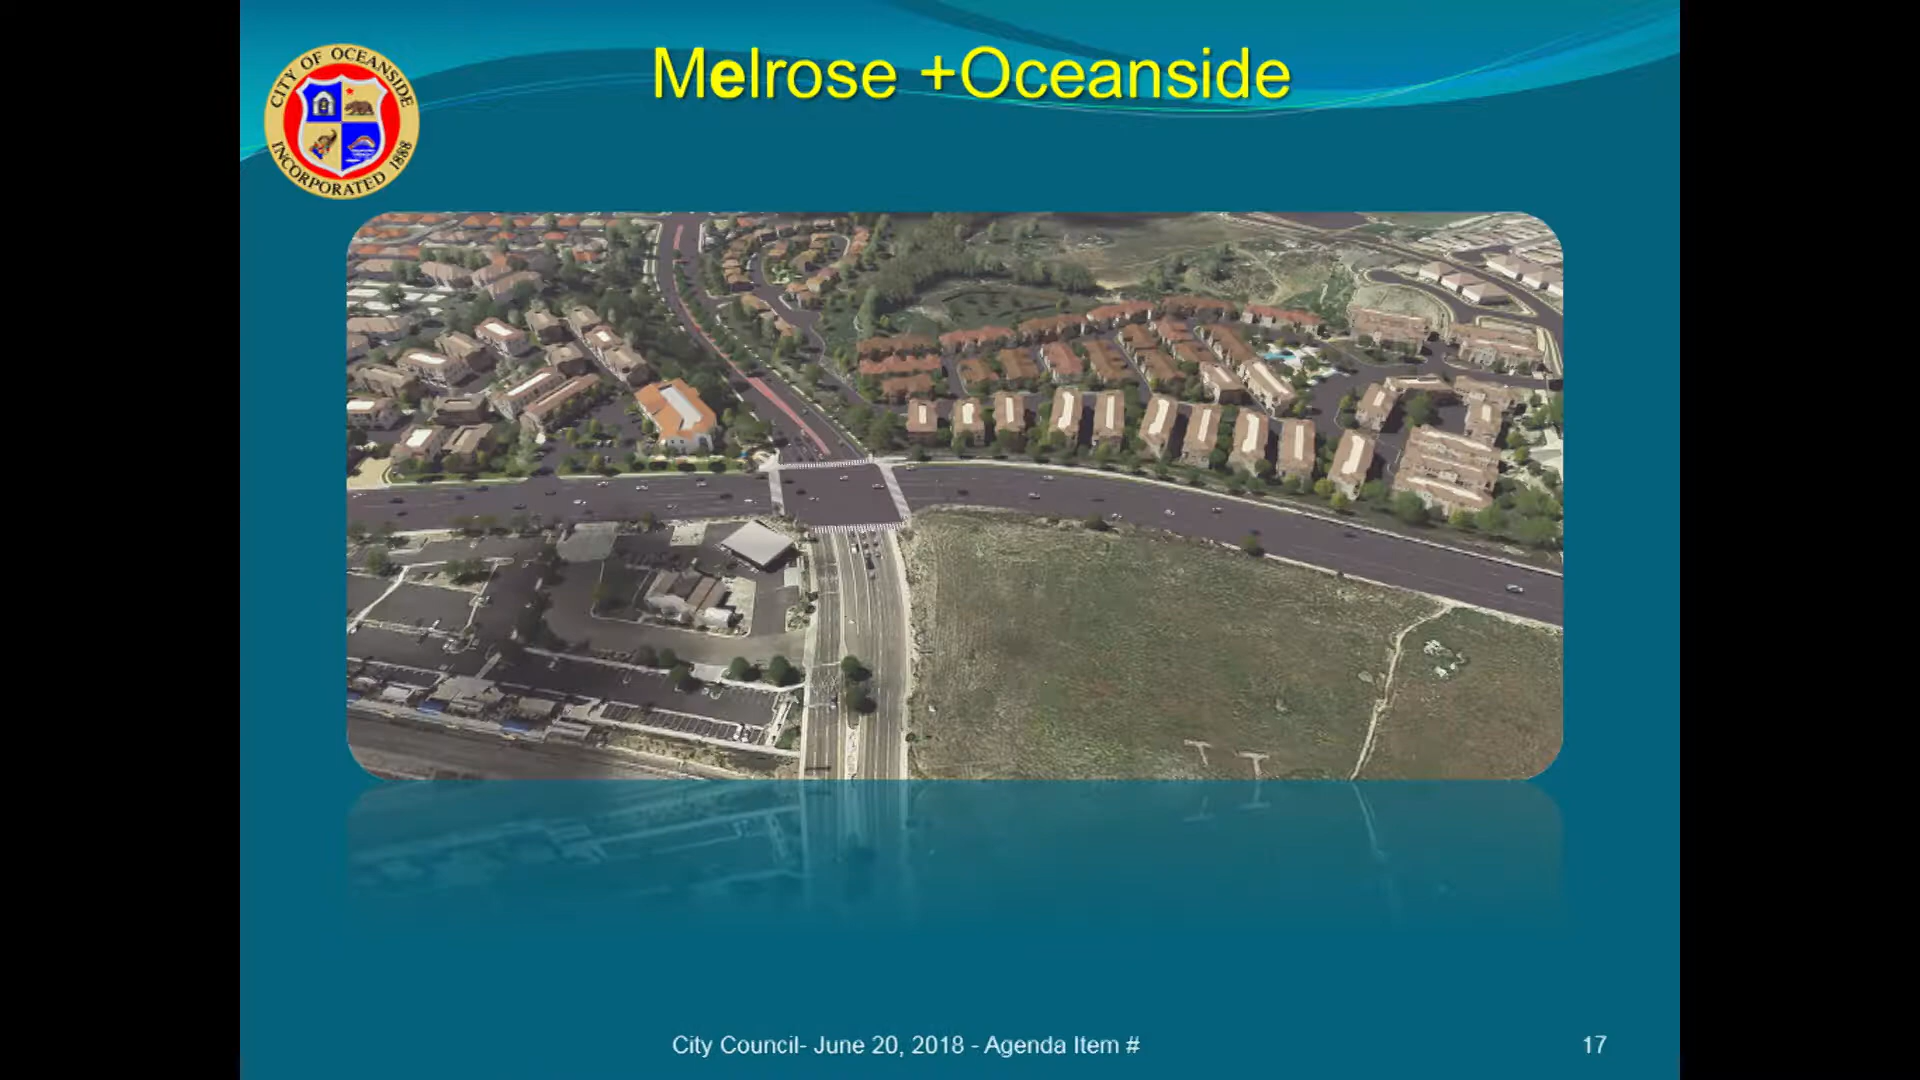 Melrose +Oceanside
CITY OF OCEANSIDE
INCORPORATED 1888
City Council- June 20, 2018 - Agenda Item #
17